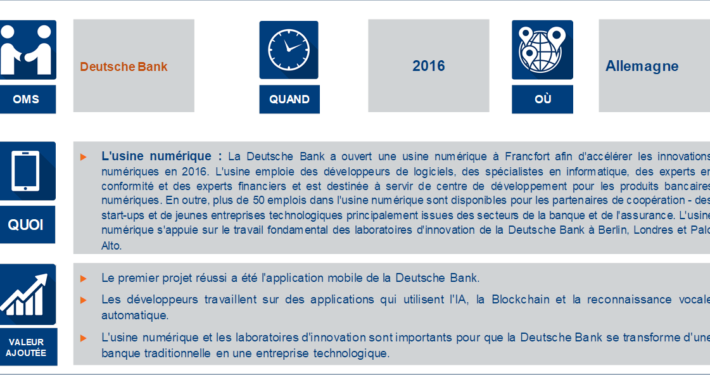 Deutsche Bank
2016
Allemagne
OMS
QUAND
OÙ
L'usine numérique : La Deutsche Bank a ouvert une usine numérique à Francfort afin d'accélérer les innovations
numériques en 2016. L'usine emploie des développeurs de logiciels, des spécialistes en informatique, des experts en
conformité et des experts financiers et est destinée à servir de centre de développement pour les produits bancaires
numériques. En outre, plus de 50 emplois dans l'usine numérique sont disponibles pour les partenaires de coopération - des
start-ups et de jeunes entreprises technologiques principalement issues des secteurs de la banque et de l'assurance. L'usine
numérique s'appuie sur le travail fondamental des laboratoires d'innovation de la Deutsche Bank à Berlin, Londres et Palo
Alto.
QUOI
Le premier projet réussi a été l'application mobile de la Deutsche Bank.
Les développeurs travaillent sur des applications qui utilisent l'IA, la Blockchain et la reconnaissance vocale
automatique.
L'usine numérique et les laboratoires d'innovation sont importants pour que la Deutsche Bank se transforme d'une
banque traditionnelle en une entreprise technologique.
VALEUR
AJOUTÉE